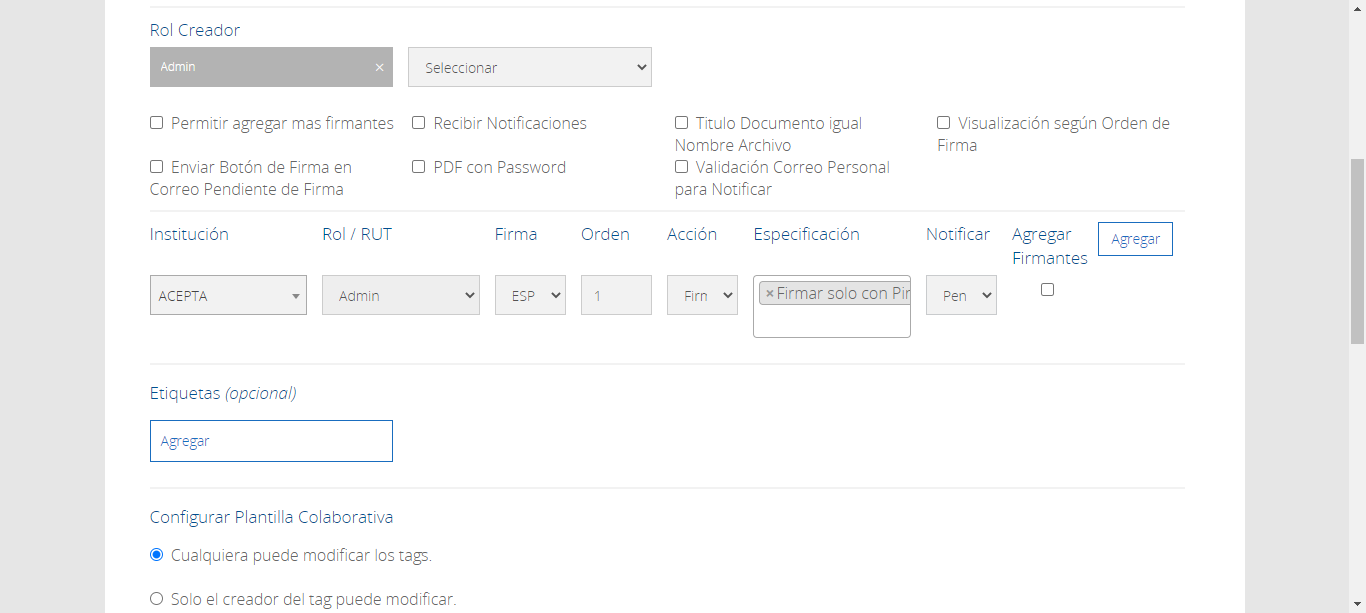 Rol Creador
Admin ×
Seleccionar
Permitir agregar mas firmantes
Recibir Notificaciones
Titulo Documento igual
Nombre Archivo
Visualización según Orden de
Firma
Enviar Botón de Firma en
Correo Pendiente de Firma
PDF con Password
Validación Correo Personal
para Notificar
Institución
Rol / RUT
Firma
Orden
Acción
Especificación
Notificar
Agregar
Firmantes
Agregar
ACEPTA
Admin
ESP
1
Firn
×Firmar solo con Pin
Pen
Etiquetas (opcional)
Agregar
Configurar Plantilla Colaborativa
Cualquiera puede modificar los tags.
Solo el creador del tag puede modificar.